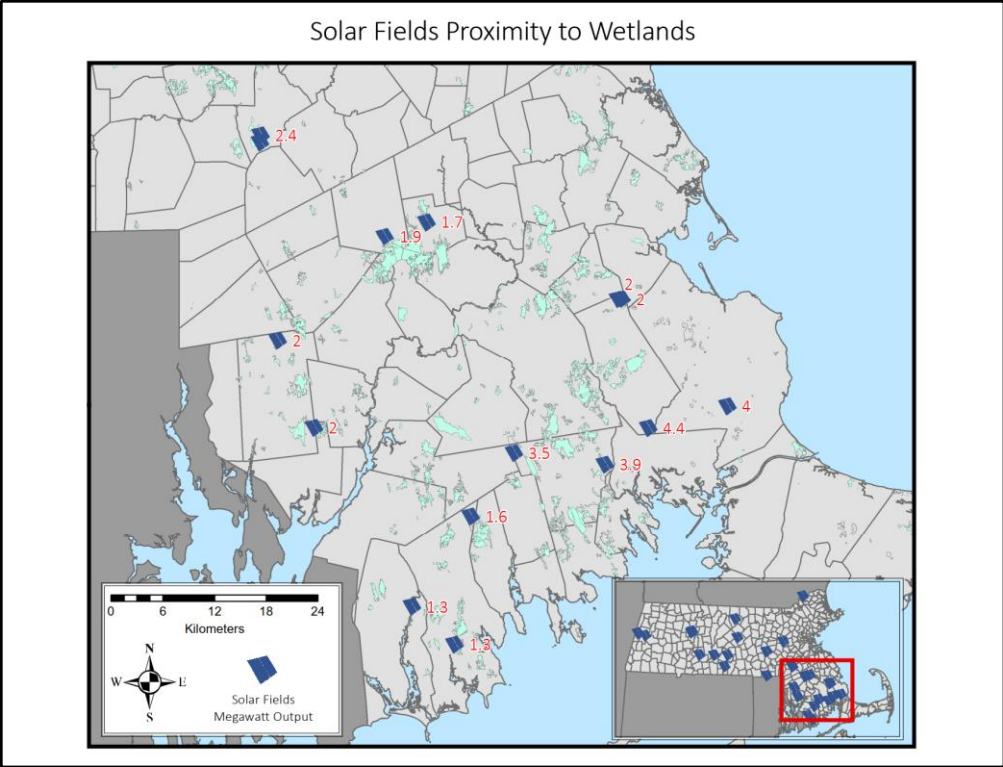 Solar Fields Proximity to Wetlands
2.4
1.7
1.9
2
2
2
2
4
4.4
3.5
3.9
1.6
1.3
1.3
0 6 12 18 24
Kilometers
N
W E
S
Solar Fields
Megawatt Output